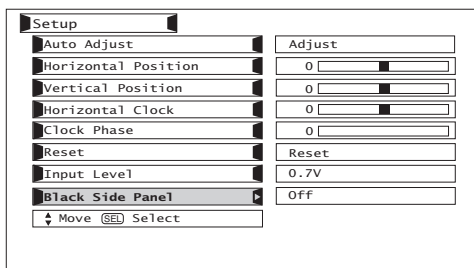 Setup
Auto Adjust Adjust
Horizontal Position 0
Vertical Position 0
Horizontal Clock 0
Clock Phase 0
Reset Reset
Input Level 0.7V
Black Side Panel Off
Move SEL Select